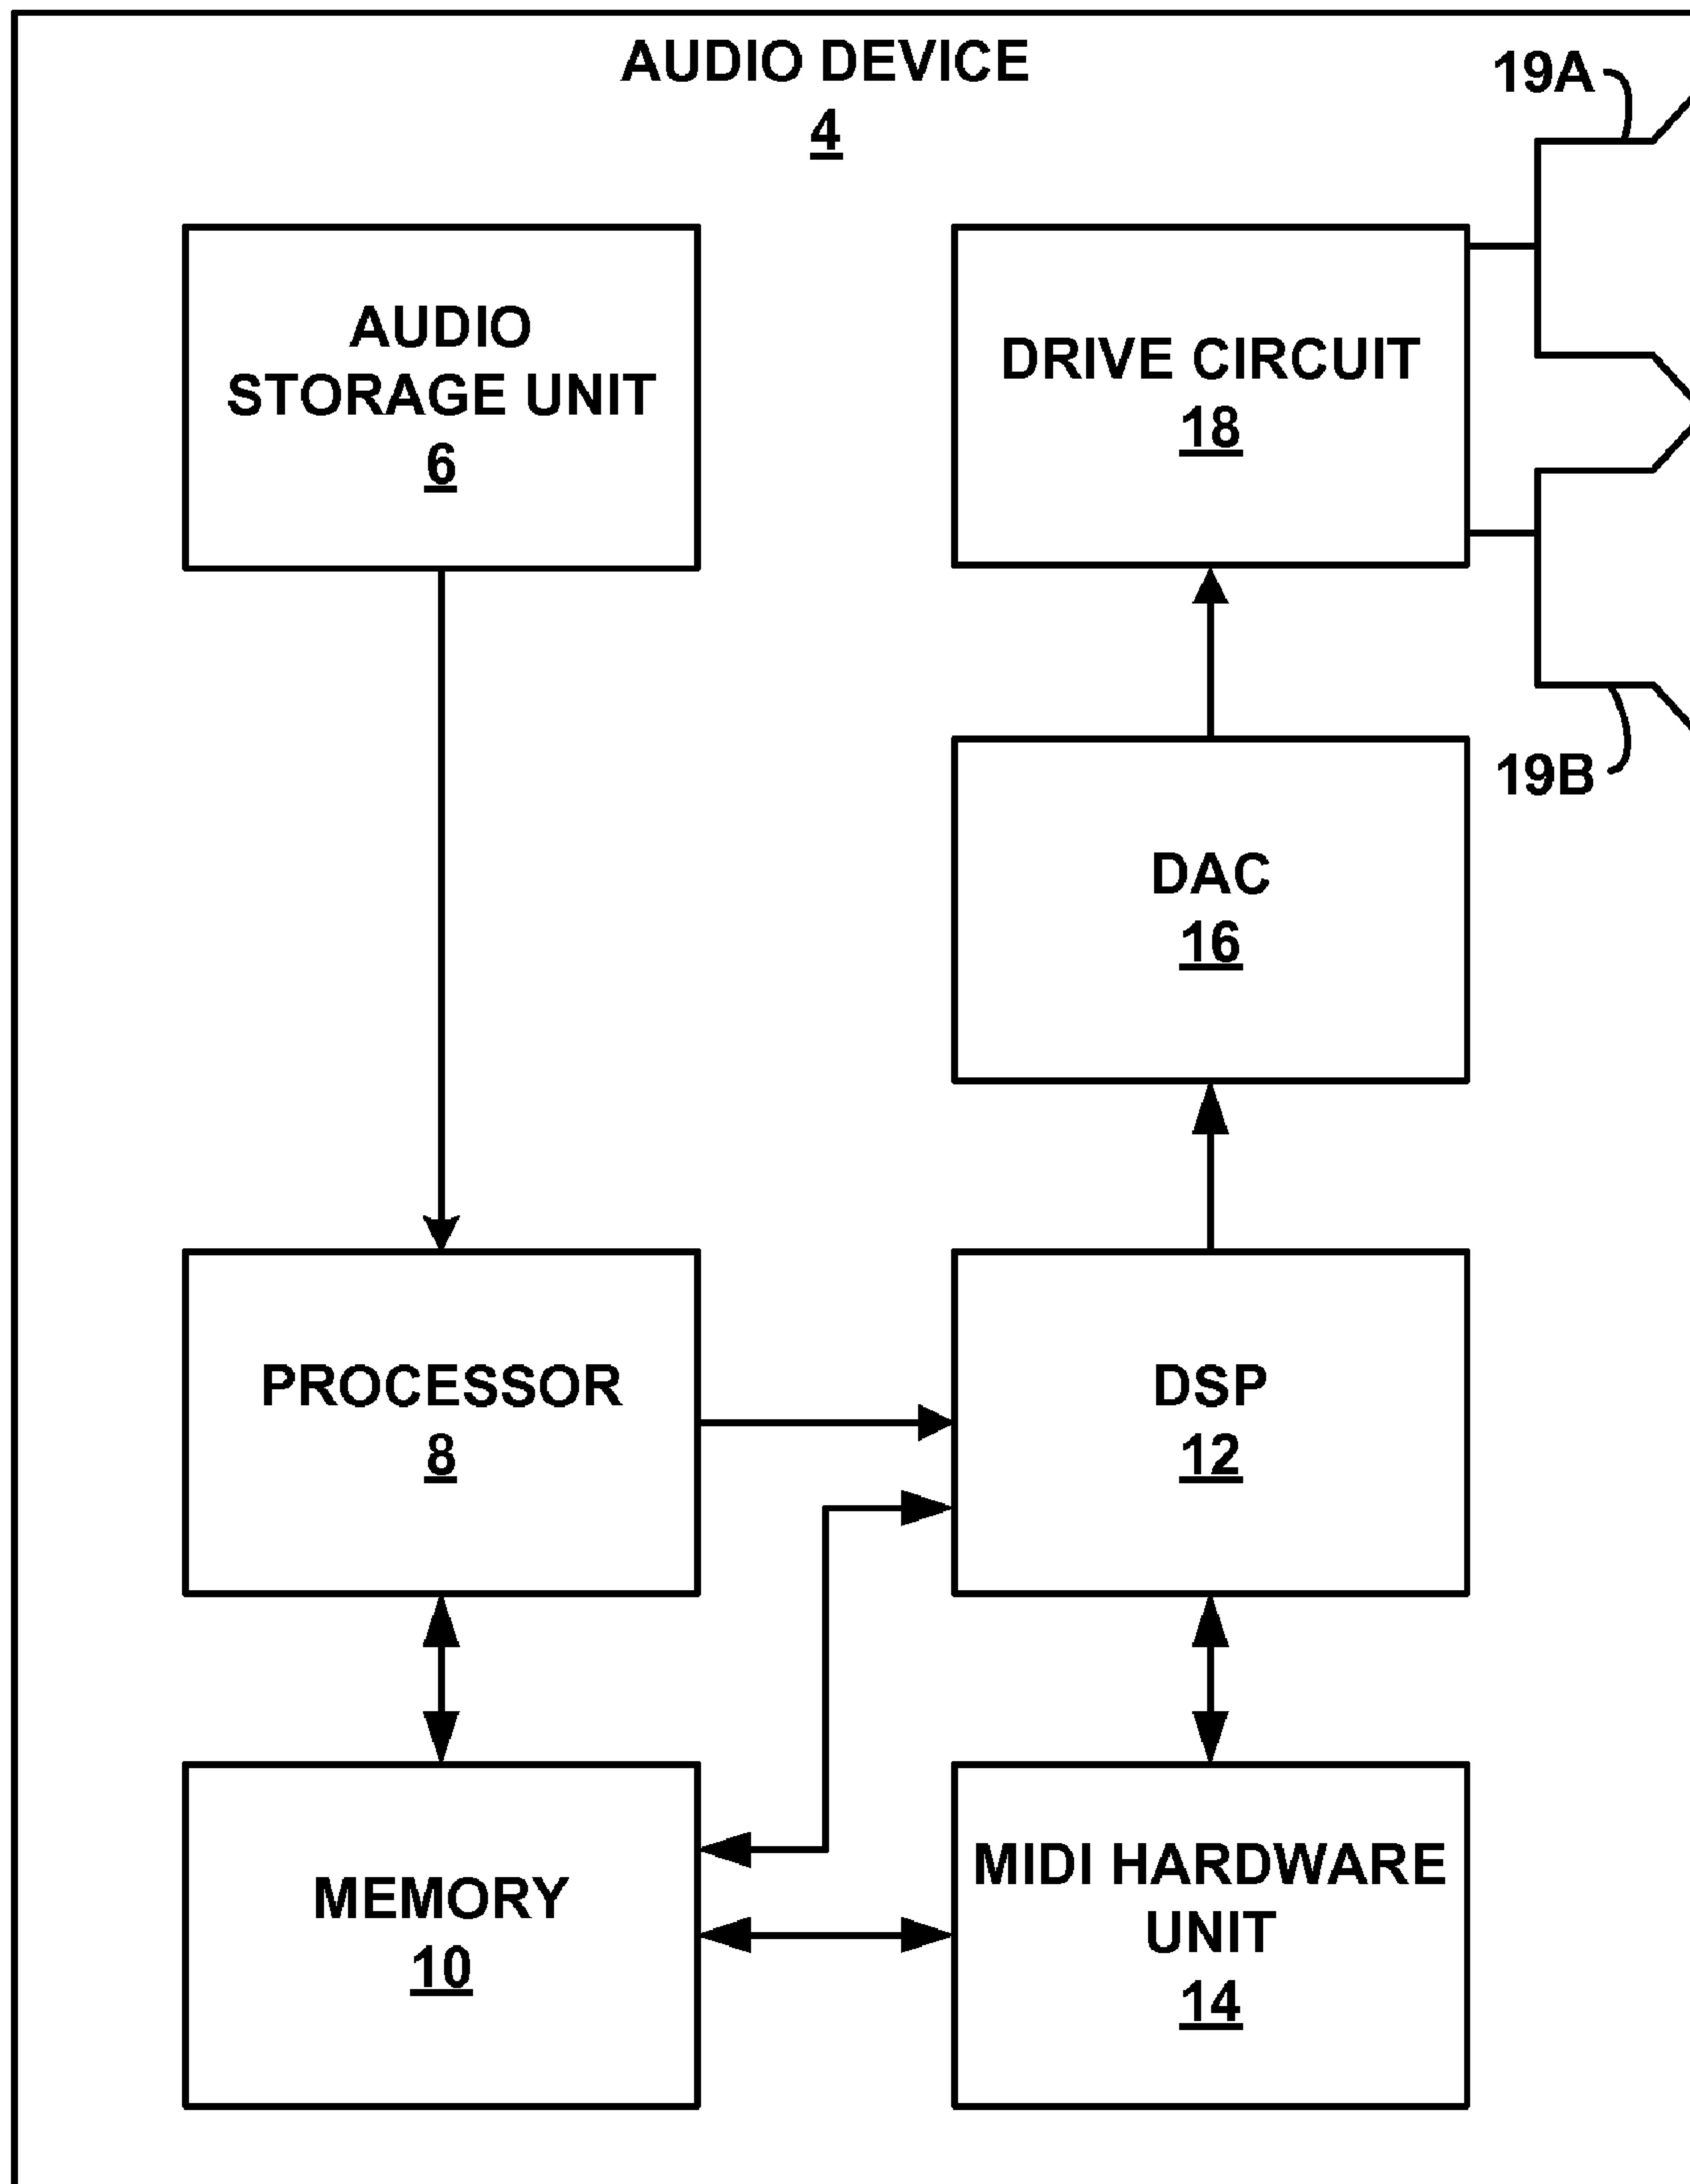 AUDIO DEVICE
4
19A
AUDIO
STORAGE UNIT
6
DRIVE CIRCUIT
18
19B
DAC
16
PROCESSOR
8
DSP
12
MEMORY
10
MIDI HARDWARE
UNIT
14